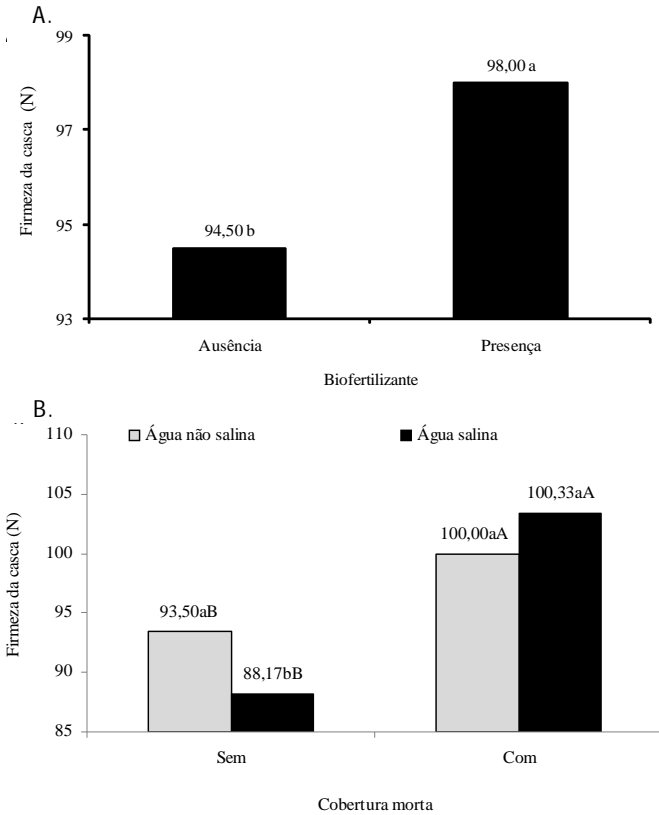 A.
Firmeza da casca (N)
99
97
95
93
94,50 b
98,00 a
Ausência Presença
Biofertilizante
B.
Firmeza da casca (N)
110
105
100
95
90
85
Água não salina Água salina
93,50aB
88,17bB
100,00aA
100,33aA
Sem Com
Cobertura morta